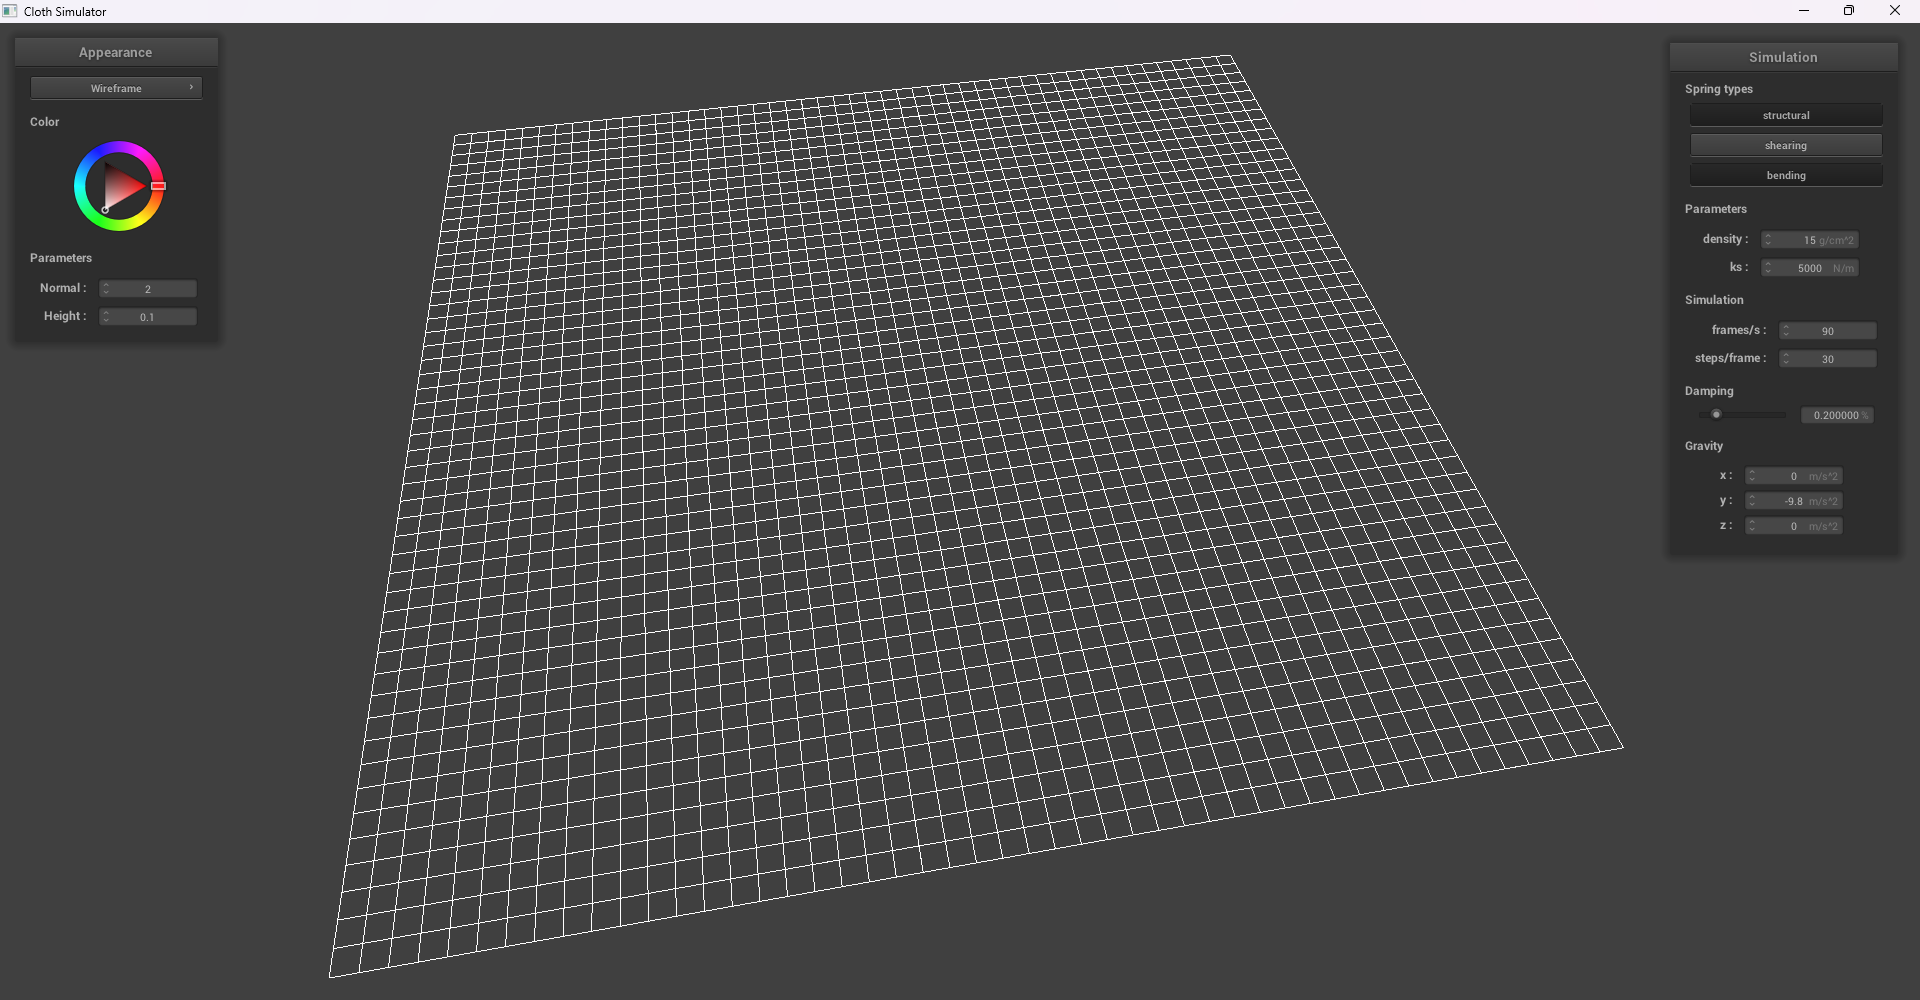 Cloth Simulator
Appearance
Wireframe
Color
Parameters
Normal : 2
Height : 0.1
Simulation
Spring types
structural
shearing
bending
Parameters
density : 15 g/cm^2
ks : 5000 N/m
Simulation
frames/s : 90
steps/frame : 30
Damping
0.200000 %
Gravity
x : 0 m/s^2
y : -9.8 m/s^2
z : 0 m/s^2